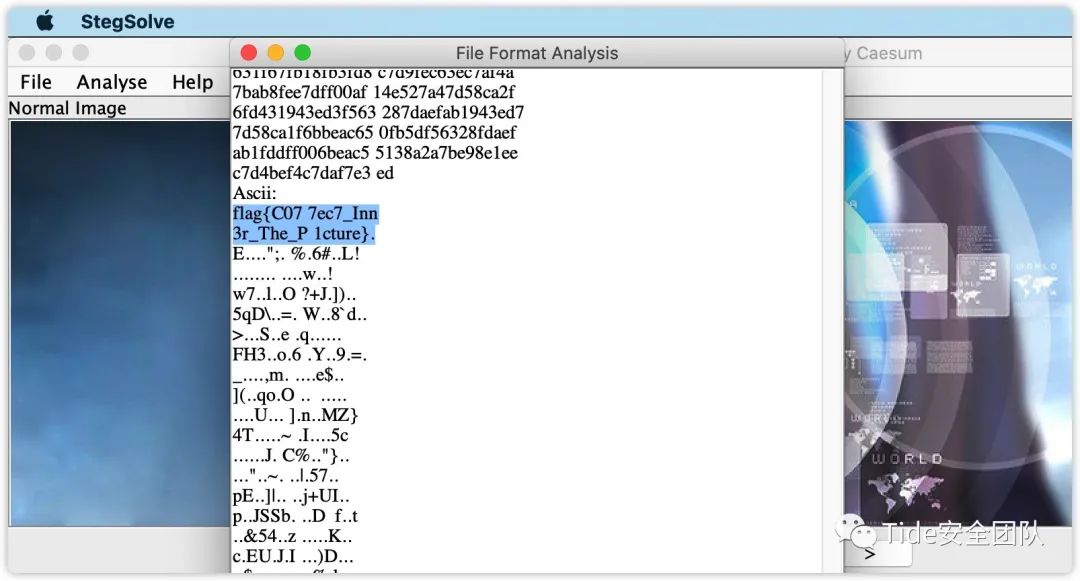 StegSolve
File Format Analysis
y Caesum
File Analyse Help
Normal Image
631f67fb18fb3fd8 c7d9fec63ec7af4a
7bab8fee7dff00af 14e527a47d58ca2f
6fd431943ed3f563 287daefab1943ed7
7d58ca1f6bbeac65 0fb5df56328fdaef
ab1fddff006beac5 5138a2a7be98e1ee
c7d4bef4c7daf7e3 ed
Ascii:
flag{C07 7ec7_Inn
3r_The_P 1cture}.
E....";. %.6#..L!
........ ....w..!
w7..l..O ?+J.])..
5qD\..=. W..8`d..
>...S..e .q......
FH3..o.6 .Y..9.=.
_....,m. ....e$..
](..qo.O .. .....
....U... ].n..MZ}
4T.....~ .I....5c
......J. C%.."}..
..."..~. ..|.57..
pE..]|.. ..j+UI..
p..JSSb. ..D f..t
..&54..z .....K..
c.EU.J.I ...)D...
WORLD
WORLD
WORLD
WORLD
Tide安全团队
>